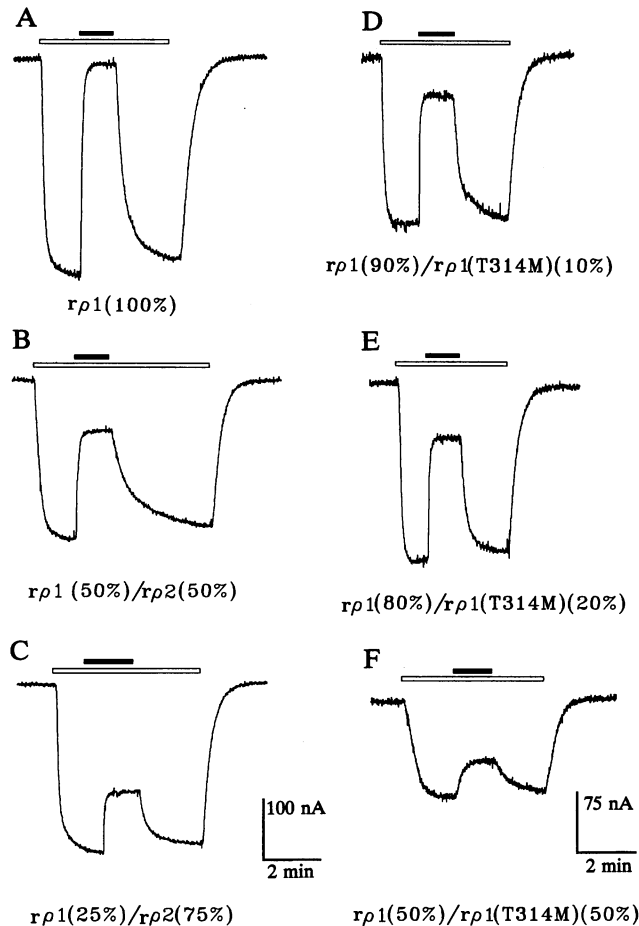 A
rρ1(100%)
B
rρ1 (50%)/rρ2(50%)
C
100 nA
2 min
rρ1(25%)/rρ2(75%)
D
rρ1(90%)/rρ1(T314M)(10%)
E
rρ1(80%)/rρ1(T314M)(20%)
F
75 nA
2 min
rρ1(50%)/rρ1(T314M)(50%)